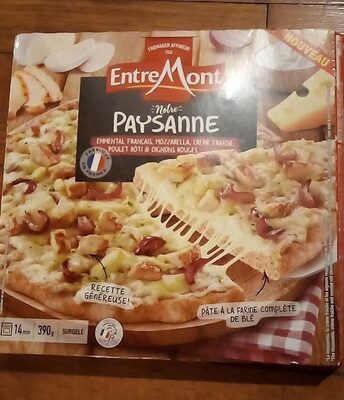 FROMAGER AFFINEUR
PAR
NOUVEAU
ENTREMONT
Notre
PAYSANNE
EMMENTAL FRANÇAIS, MOZZARELLA, CRÈME FRAÎCHE,
POULET RÔTI & OIGNONS ROUGES
RECETTE
GÉNÉREUSE!
PÂTE À LA FARINE COMPLÈTE
DE BLÉ
14 min 390g SURGELÉ